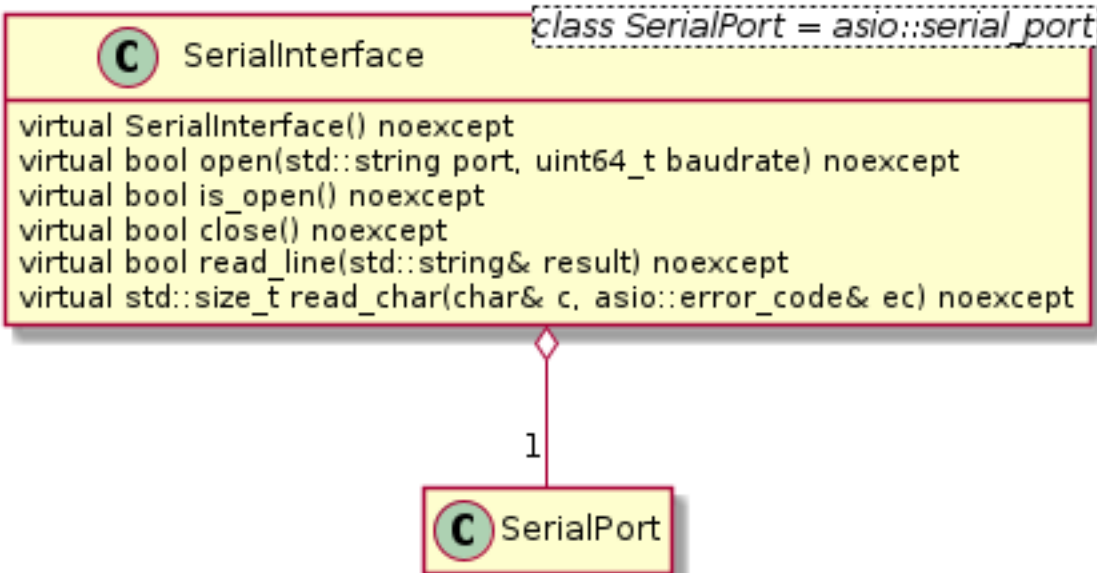 class SerialPort = asio::serial_port
C SerialInterface
virtual SerialInterface() noexcept
virtual bool open(std::string port, uint64_t baudrate) noexcept
virtual bool is_open() noexcept
virtual bool close() noexcept
virtual bool read_line(std::string& result) noexcept
virtual std::size_t read_char(char& c, asio::error_code& ec) noexcept
1
C SerialPort